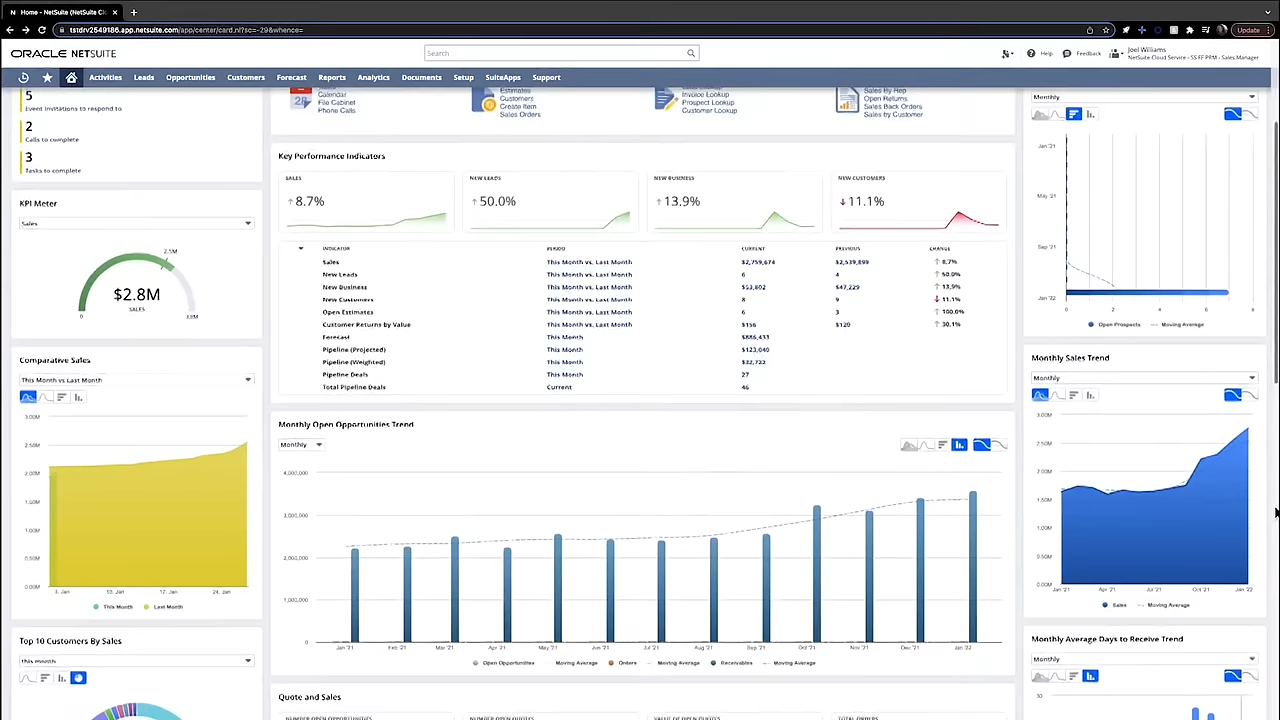 Home - NetSuite (NetSuite Cl
tstdrv2549186.app.netsuite.com/app/center/card.nl?sc=-29&whence=
Update
ORACLE NETSUITE
Search
Help
Feedback
Joel Williams
NetSuite Cloud Service - SS FF PRM - Sales Manager
Activities Leads Opportunities Customers Forecast Reports Analytics Documents Setup SuiteApps Support
5
Event invitations to respond to
2
Calls to complete
3
Tasks to complete
Calendar
File Cabinet
Phone Calls
Estimates
Customers
Create Item
Sales Orders
Invoice Lookup
Prospect Lookup
Customer Lookup
Sales By Rep
Open Returns
Sales Back Orders
Sales by Customer
KPI Meter
Sales
2.5M
$2.8M
SALES
0
Comparative Sales
This Month vs Last Month
3.00M
2.50M
2.00M
1.50M
1.00M
0.50M
0.00M
10. Jan 17. Jan 24. Jan
This Month Last Month
Top 10 Customers By Sales
this month
Key Performance Indicators
SALES
8.7%
NEW LEADS
50.0%
NEW BUSINESS
13.9%
NEW CUSTOMERS
11.1%
INDICATOR PERIOD CURRENT PREVIOUS CHANGE
Sales This Month vs. Last Month $2,759,674 $2,539,899 8.7%
New Leads This Month vs. Last Month 6 4 50.0%
New Business This Month vs. Last Month $53,802 $47,229 13.9%
New Customers This Month vs. Last Month 8 9 11.1%
Open Estimates This Month vs. Last Month 6 3 100.0%
Customer Returns by Value This Month vs. Last Month $156 $120 30.1%
Forecast This Month $886,433
Pipeline (Projected) This Month $123,040
Pipeline (Weighted) This Month $32,722
Pipeline Deals This Month 27
Total Pipeline Deals Current 46
Monthly Open Opportunities Trend
Monthly
4,000,000
3,000,000
2,000,000
1,000,000
0
Jan '21 Feb '21 Mar '21 Apr '21 May '21 Jun '21 Jul '21 Aug '21 Sep '21 Oct '21 Nov '21 Dec '21 Jan '22
Open Opportunities Moving Average Orders Moving Average Receivables Moving Average
Quote and Sales
NUMBER OPEN OPPORTUNITIES NUMBER OPEN QUOTES VALUE OF OPEN QUOTES TOTAL ORDERS
Monthly
Jan '21
May '21
Sep '21
Jan '22
0 2 4 6 8
Open Prospects Moving Average
Monthly Sales Trend
Monthly
3.00M
2.50M
2.00M
1.50M
1.00M
0.50M
0.00M
Jan '21 Apr '21 Jul '21 Oct '21 Jan '22
Sales Moving Average
Monthly Average Days to Receive Trend
Monthly
30